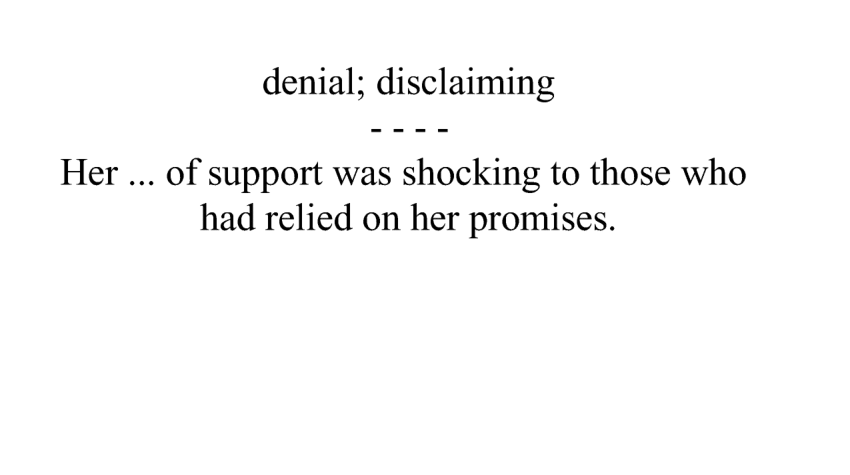 denial; disclaiming
- - - -
Her ... of support was shocking to those who
had relied on her promises.